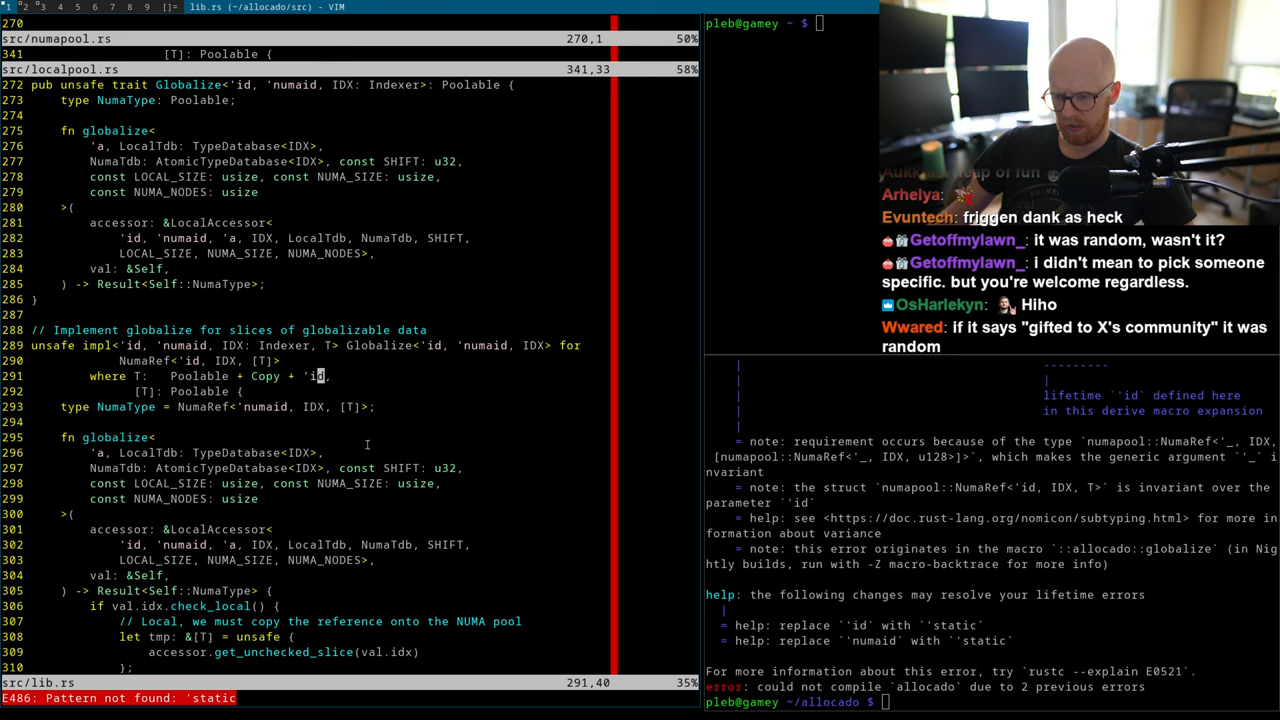 1 2 3 4 5 6 7 8 9 []= lib.rs (~/allocado/src) - VIM
270
src/numapool.rs 270,1 50%
341 [T]: Poolable {
src/localpool.rs 341,33 58%
272 pub unsafe trait Globalize<'id, 'numaid, IDX: Indexer>: Poolable {
273 type NumaType: Poolable;
274
275 fn globalize<
276 'a, LocalTdb: TypeDatabase<IDX>,
277 NumaTdb: AtomicTypeDatabase<IDX>, const SHIFT: u32,
278 const LOCAL_SIZE: usize, const NUMA_SIZE: usize,
279 const NUMA_NODES: usize
280 >(
281 accessor: &LocalAccessor<
282 'id, 'numaid, 'a, IDX, LocalTdb, NumaTdb, SHIFT,
283 LOCAL_SIZE, NUMA_SIZE, NUMA_NODES>,
284 val: &Self,
285 ) -> Result<Self::NumaType>;
286 }
287
288 // Implement globalize for slices of globalizable data
289 unsafe impl<'id, 'numaid, IDX: Indexer, T> Globalize<'id, 'numaid, IDX> for
290 NumaRef<'id, IDX, [T]>
291 where T: Poolable + Copy + 'id,
292 [T]: Poolable {
293 type NumaType = NumaRef<'numaid, IDX, [T]>;
294
295 fn globalize<
296 'a, LocalTdb: TypeDatabase<IDX>,
297 NumaTdb: AtomicTypeDatabase<IDX>, const SHIFT: u32,
298 const LOCAL_SIZE: usize, const NUMA_SIZE: usize,
299 const NUMA_NODES: usize
300 >(
301 accessor: &LocalAccessor<
302 'id, 'numaid, 'a, IDX, LocalTdb, NumaTdb, SHIFT,
303 LOCAL_SIZE, NUMA_SIZE, NUMA_NODES>,
304 val: &Self,
305 ) -> Result<Self::NumaType> {
306 if val.idx.check_local() {
307 // Local, we must copy the reference onto the NUMA pool
308 let tmp: &[T] = unsafe {
309 accessor.get_unchecked_slice(val.idx)
310 };
src/lib.rs 291,40 35%
E486: Pattern not found: 'static
pleb@gamey ~ $
heap of fun
Arhelya:
Evuntech: friggen dank as heck
Getoffmylawn_: it was random, wasn't it?
Getoffmylawn_: i didn't mean to pick someone
specific. but you're welcome regardless.
OsHarlekyn: Hiho
Wwared: if it says "gifted to X's community" it was
random
| ---------
| |
| lifetime `'id` defined here
| in this derive macro expansion
|
= note: requirement occurs because of the type `numapool::NumaRef<'_, IDX,
[numapool::NumaRef<'_, IDX, u128>]>`, which makes the generic argument `'_` i
nvariant
= note: the struct `numapool::NumaRef<'id, IDX, T>` is invariant over the
parameter `'id`
= help: see <https://doc.rust-lang.org/nomicon/subtyping.html> for more in
formation about variance
= note: this error originates in the macro `::allocado::globalize` (in Nig
htly builds, run with -Z macro-backtrace for more info)
help: the following changes may resolve your lifetime errors
|
= help: replace `'id` with `'static`
= help: replace `'numaid` with `'static`
For more information about this error, try `rustc --explain E0521`.
error: could not compile `allocado` due to 2 previous errors
pleb@gamey ~/allocado $